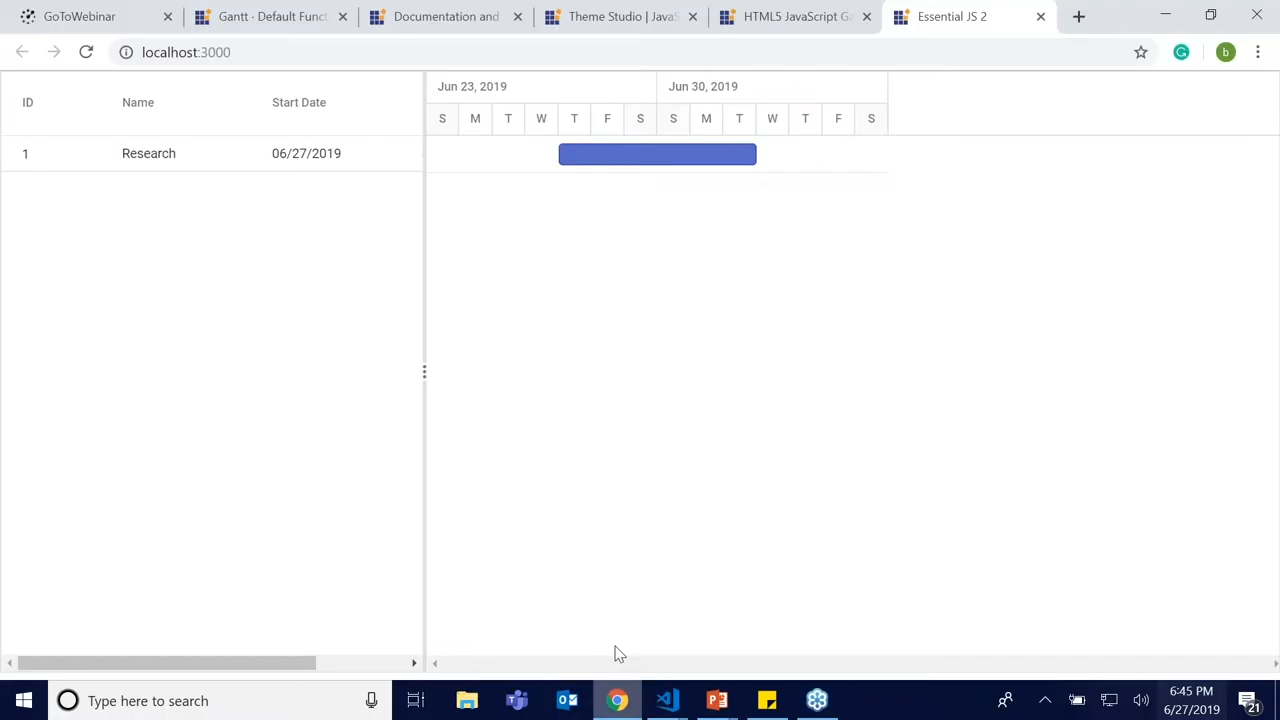 GoToWebinar
Gantt - Default Funct
Documentation and
Theme Studio | JavaS
HTML5 JavaScript Ga
Essential JS 2
localhost:3000
b
ID Name Start Date
Jun 23, 2019 Jun 30, 2019
S M T W T F S S M T W T F S
1 Research 06/27/2019
Type here to search
6:45 PM
6/27/2019
21